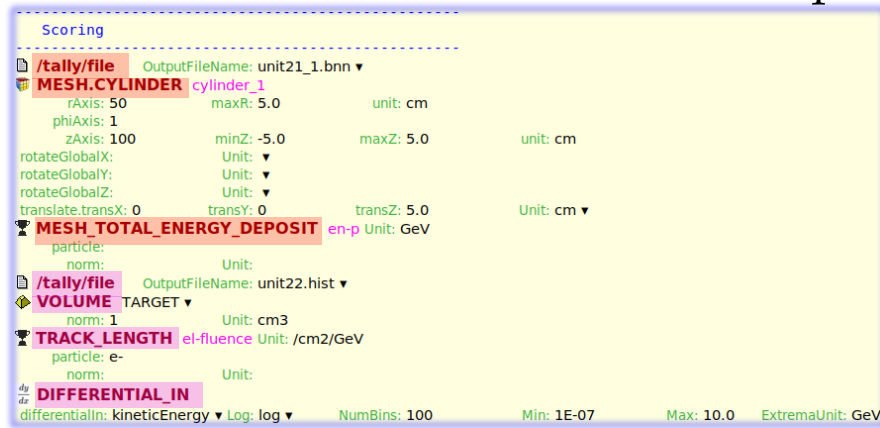 Scoring
/tally/file OutputFileName: unit21_1.bnn ▾
MESH.CYLINDER cylinder_1
rAxis: 50 maxR: 5.0 unit: cm
phiAxis: 1
zAxis: 100 minZ: -5.0 maxZ: 5.0 unit: cm
rotateGlobalX: Unit: ▾
rotateGlobalY: Unit: ▾
rotateGlobalZ: Unit: ▾
translate.transX: 0 transY: 0 transZ: 5.0 Unit: cm ▾
MESH_TOTAL_ENERGY_DEPOSIT en-p Unit: GeV
particle:
norm: Unit:
/tally/file OutputFileName: unit22.hist ▾
VOLUME TARGET ▾
norm: 1 Unit: cm3
TRACK_LENGTH el-fluence Unit: /cm2/GeV
particle: e-
norm: Unit:
dy/dx DIFFERENTIAL_IN
differentialIn: kineticEnergy ▾ Log: log ▾ NumBins: 100 Min: 1E-07 Max: 10.0 ExtremaUnit: GeV